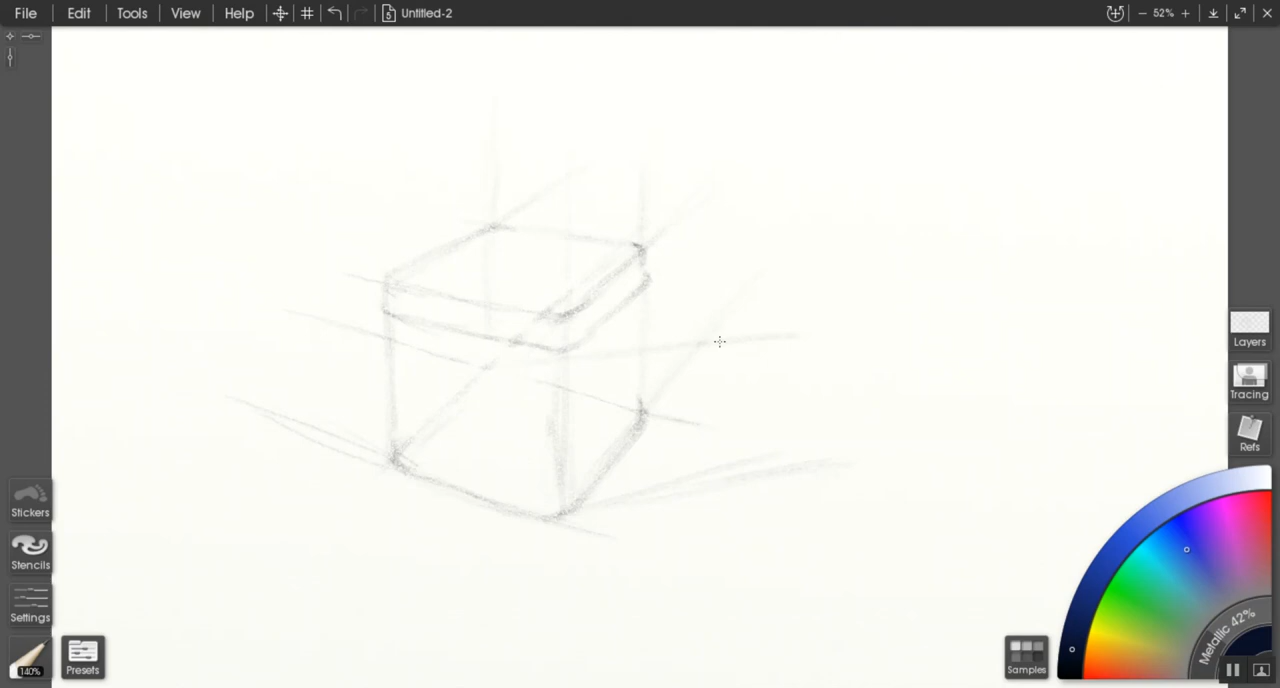 File Edit Tools View Help 5 Untitled-2 — 52% +
Layers
Tracing
Refs
Stickers
Stencils
Settings
140%
Presets
Samples
Metallic 42%